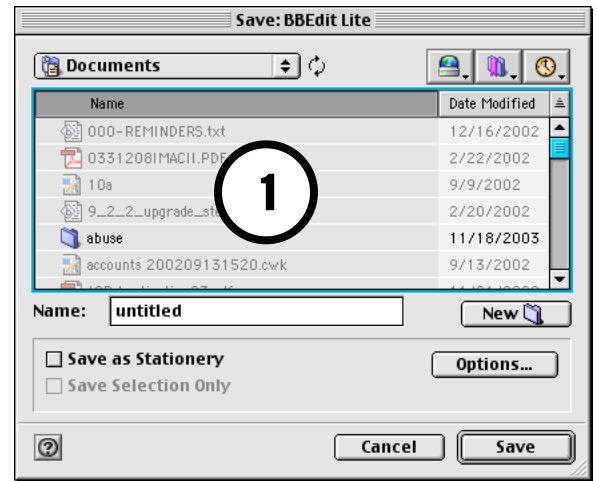 Save: BBEdit Lite
Documents
Name Date Modified
000-REMINDERS.txt 12/16/2002
0331208IMACII.PDF 2/22/2002
10a 9/9/2002
9_2_2_upgrade_st 2/20/2002
1
abuse 11/18/2003
accounts 200209131520.cwk 9/13/2002
Name: untitled New
Save as Stationery Options...
Save Selection Only
? Cancel Save